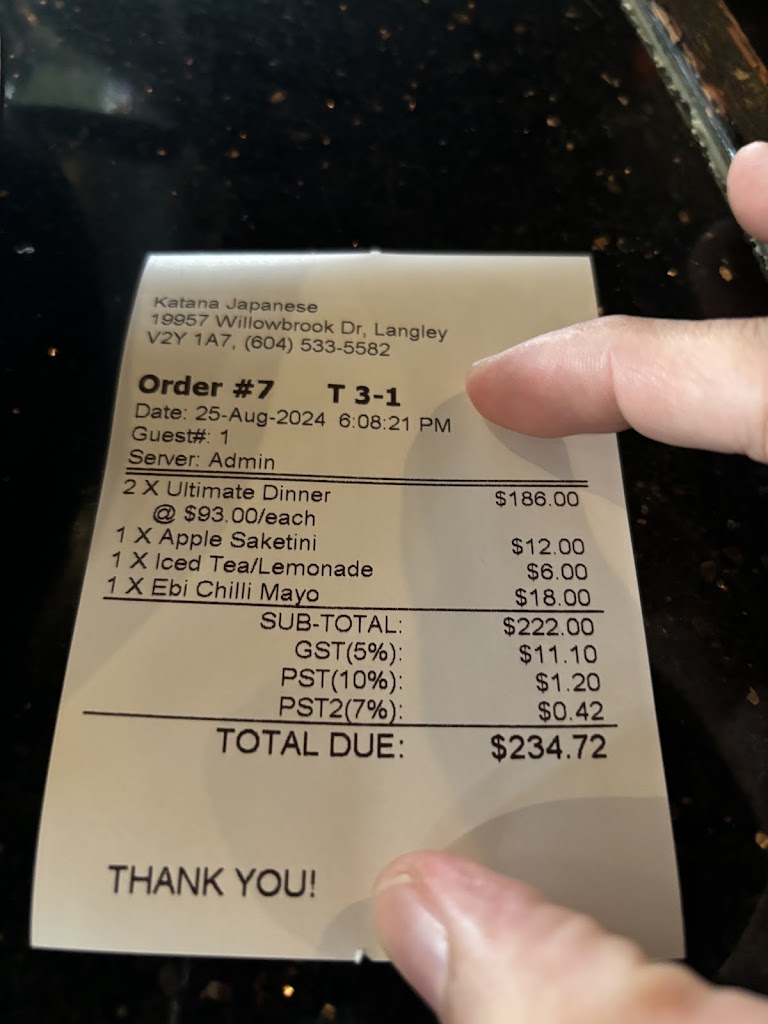 Katana Japanese
19957 Willowbrook Dr, Langley
V2Y 1A7, (604) 533-5582
Order #7 T 3-1
Date: 25-Aug-2024 6:08:21 PM
Guest#: 1
Server: Admin
2 X Ultimate Dinner $186.00
@ $93.00/each
1 X Apple Saketini $12.00
1 X Iced Tea/Lemonade $6.00
1 X Ebi Chilli Mayo $18.00
SUB-TOTAL: $222.00
GST(5%): $11.10
PST(10%): $1.20
PST2(7%): $0.42
TOTAL DUE: $234.72
THANK YOU!